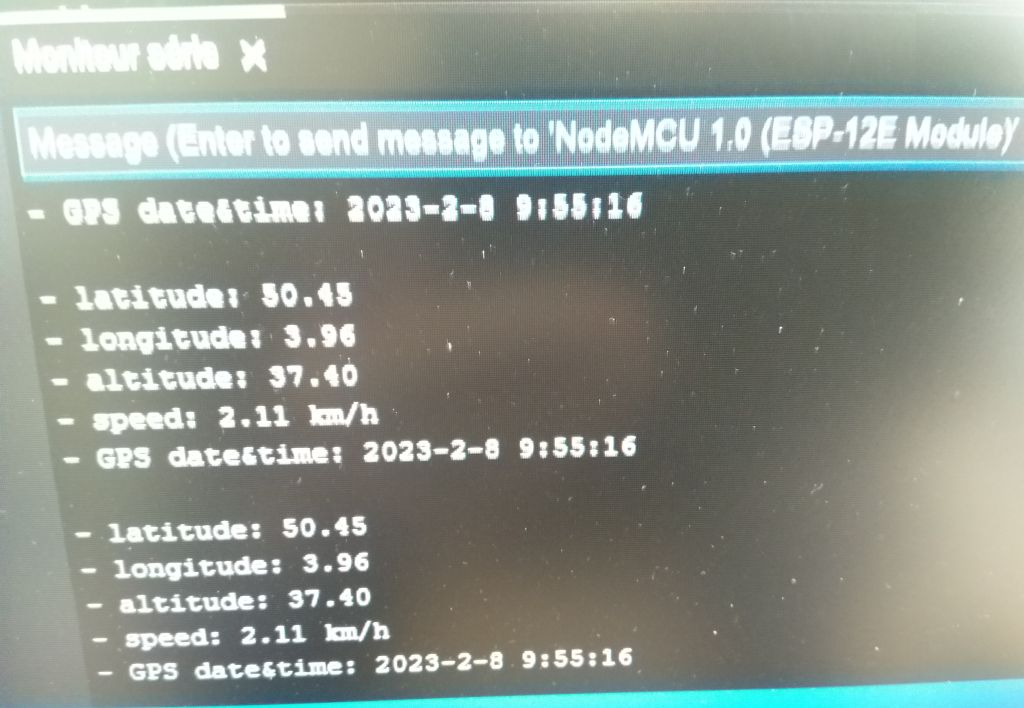 Moniteur série ✕
Message (Enter to send message to 'NodeMCU 1.0 (ESP-12E Module)'
- GPS date&time: 2023-2-8 9:55:16
- latitude: 50.45
- longitude: 3.96
- altitude: 37.40
- speed: 2.11 km/h
- GPS date&time: 2023-2-8 9:55:16
- latitude: 50.45
- longitude: 3.96
- altitude: 37.40
- speed: 2.11 km/h
- GPS date&time: 2023-2-8 9:55:16